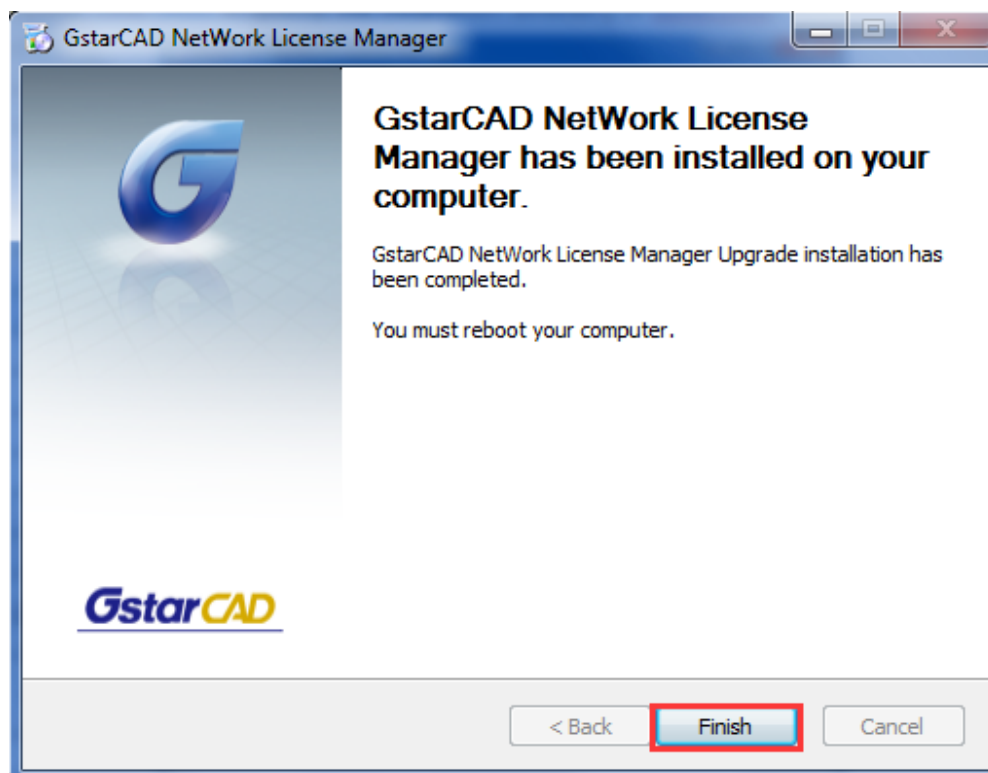 GstarCAD NetWork License Manager
GstarCAD NetWork License
Manager has been installed on your
computer.
GstarCAD NetWork License Manager Upgrade installation has
been completed.
You must reboot your computer.
GstarCAD
< Back
Finish
Cancel